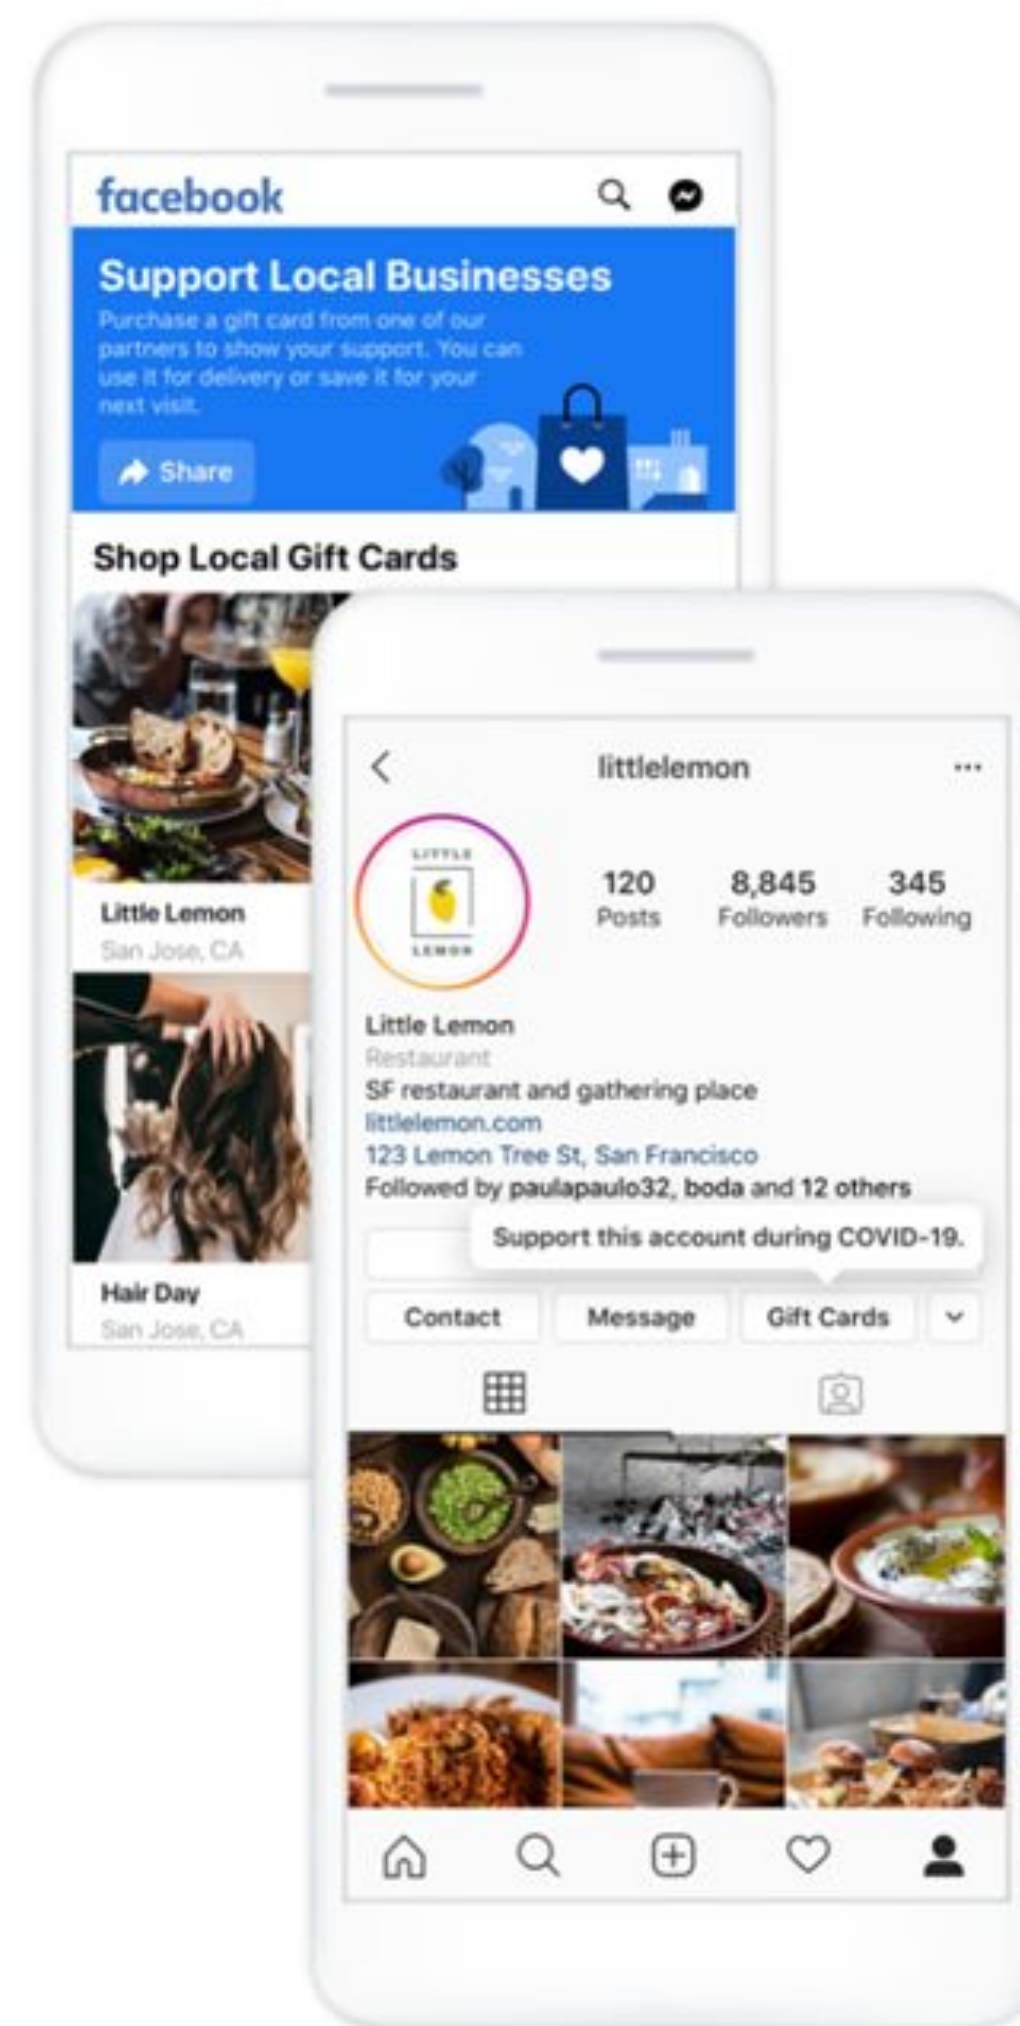 facebook
Support Local Businesses
Purchase a gift card from one of our
partners to show your support. You can
use it for delivery or save it for your
next visit.
Share
Shop Local Gift Cards
Little Lemon
San Jose, CA
Hair Day
San Jose, CA
littlelemon
LITTLE
LEMON
120 8,845 345
Posts Followers Following
Little Lemon
Restaurant
SF restaurant and gathering place
littlelemon.com
123 Lemon Tree St, San Francisco
Followed by paulapaulo32, boda and 12 others
Support this account during COVID-19.
Contact Message Gift Cards